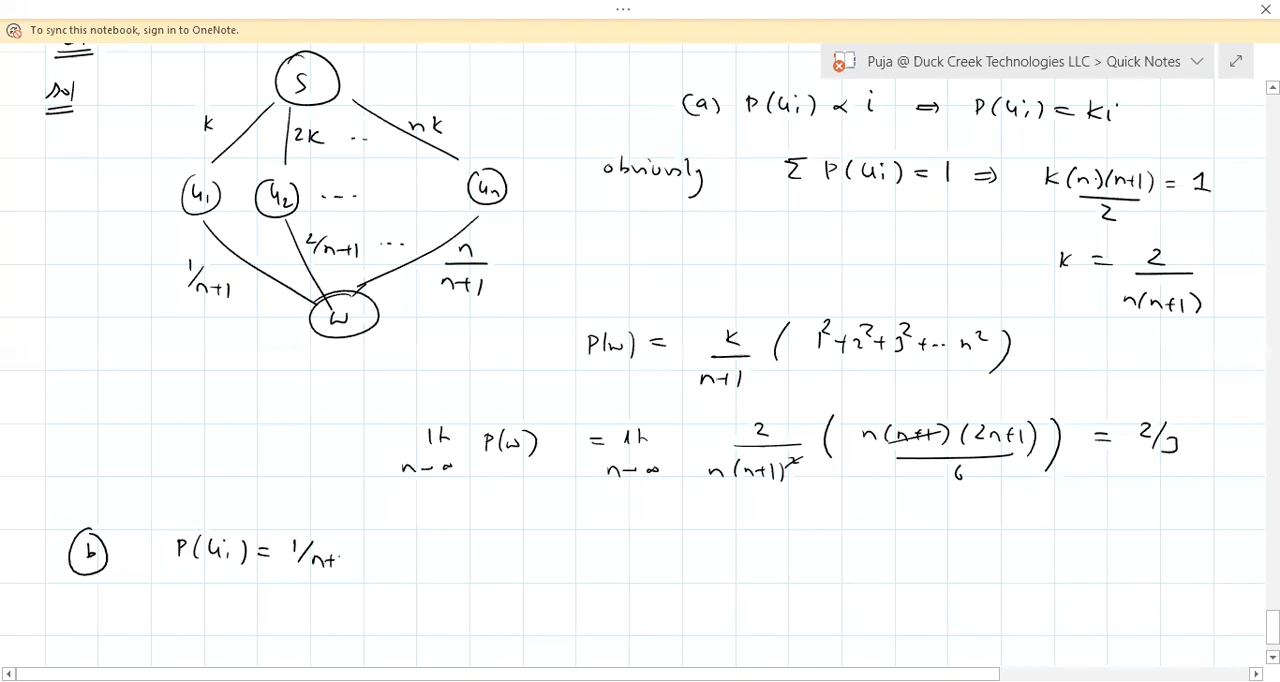 To sync this notebook, sign in to OneNote.
Puja @ Duck Creek Technologies LLC > Quick Notes
sol
S
(a) P(Ui) ∝ i ⇒ P(Ui) = ki
k 2k .. nk
obviously Σ P(Ui) = 1 ⇒ k(n)(n+1)/2 = 1
U1 U2 .... Un
k = 2/n(n+1)
1/n+1 2/n+1 ... n/n+1
W
P(w) = k/n+1 (1²+2²+3²+.. n²)
lt n→∞ P(w) = lt n→∞ 2/n(n+1)² (n(n+1)(2n+1)/6) = 2/3
b P(Ui) = 1/n+